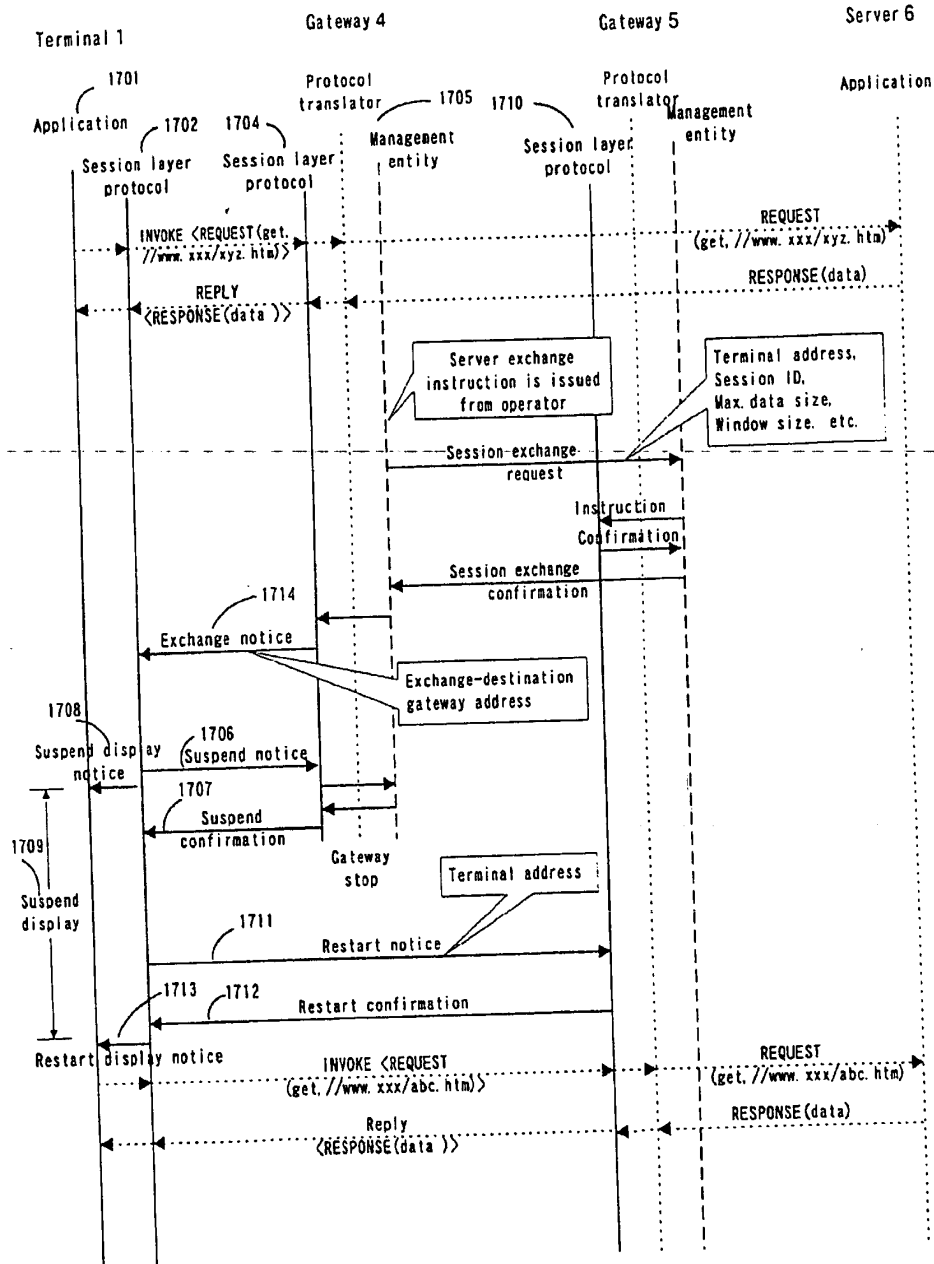 Terminal 1
Gateway 4
Gateway 5
Server 6
1701
Application
1702
Session layer
protocol
1704
Session layer
protocol
Protocol
translator
1705
Management
entity
1710
Session layer
protocol
Protocol
translator
Management
entity
Application
INVOKE <REQUEST(get,
//www.xxx/xyz.htm)>
REQUEST
(get,//www.xxx/xyz.htm)
REPLY
<RESPONSE(data)>
RESPONSE(data)
Server exchange
instruction is issued
from operator
Terminal address,
Session ID,
Max.data size,
Window size. etc.
Session exchange
request
Instruction
Confirmation
Session exchange
confirmation
1714
Exchange notice
Exchange-destination
gateway address
1708
Suspend display
notice
1706
Suspend notice
1707
Suspend
confirmation
Gateway
stop
1709
Suspend
display
Terminal address
1711
Restart notice
1713
1712
Restart confirmation
Restart display notice
INVOKE <REQUEST
(get,//www.xxx/abc.htm)>
REQUEST
(get,//www.xxx/abc.htm)
Reply
<RESPONSE(data)>
RESPONSE(data)